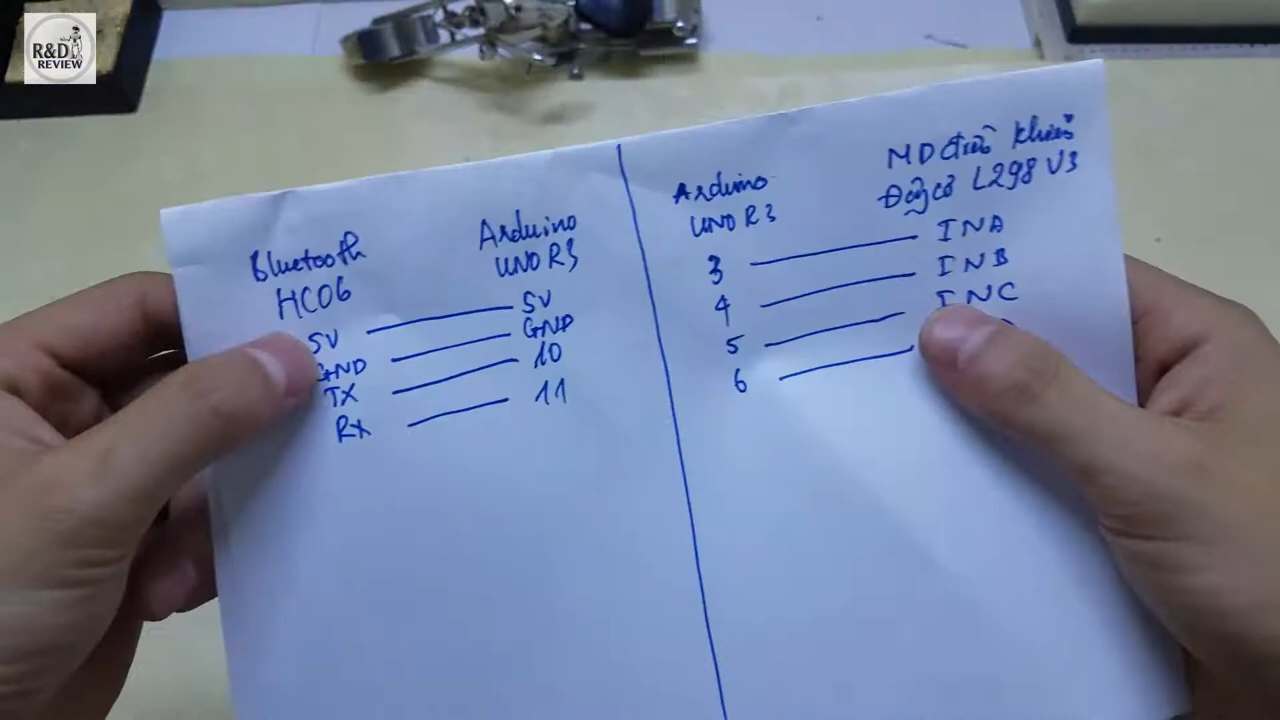 R&D
REVIEW
Bluetooth
HC06
Arduino
UNO R3
5V 5V
GND GND
TX 10
RX 11
Arduino
UNO R3
MD điều khiển
Động cơ L298 V3
3 INA
4 INB
5 INC
6